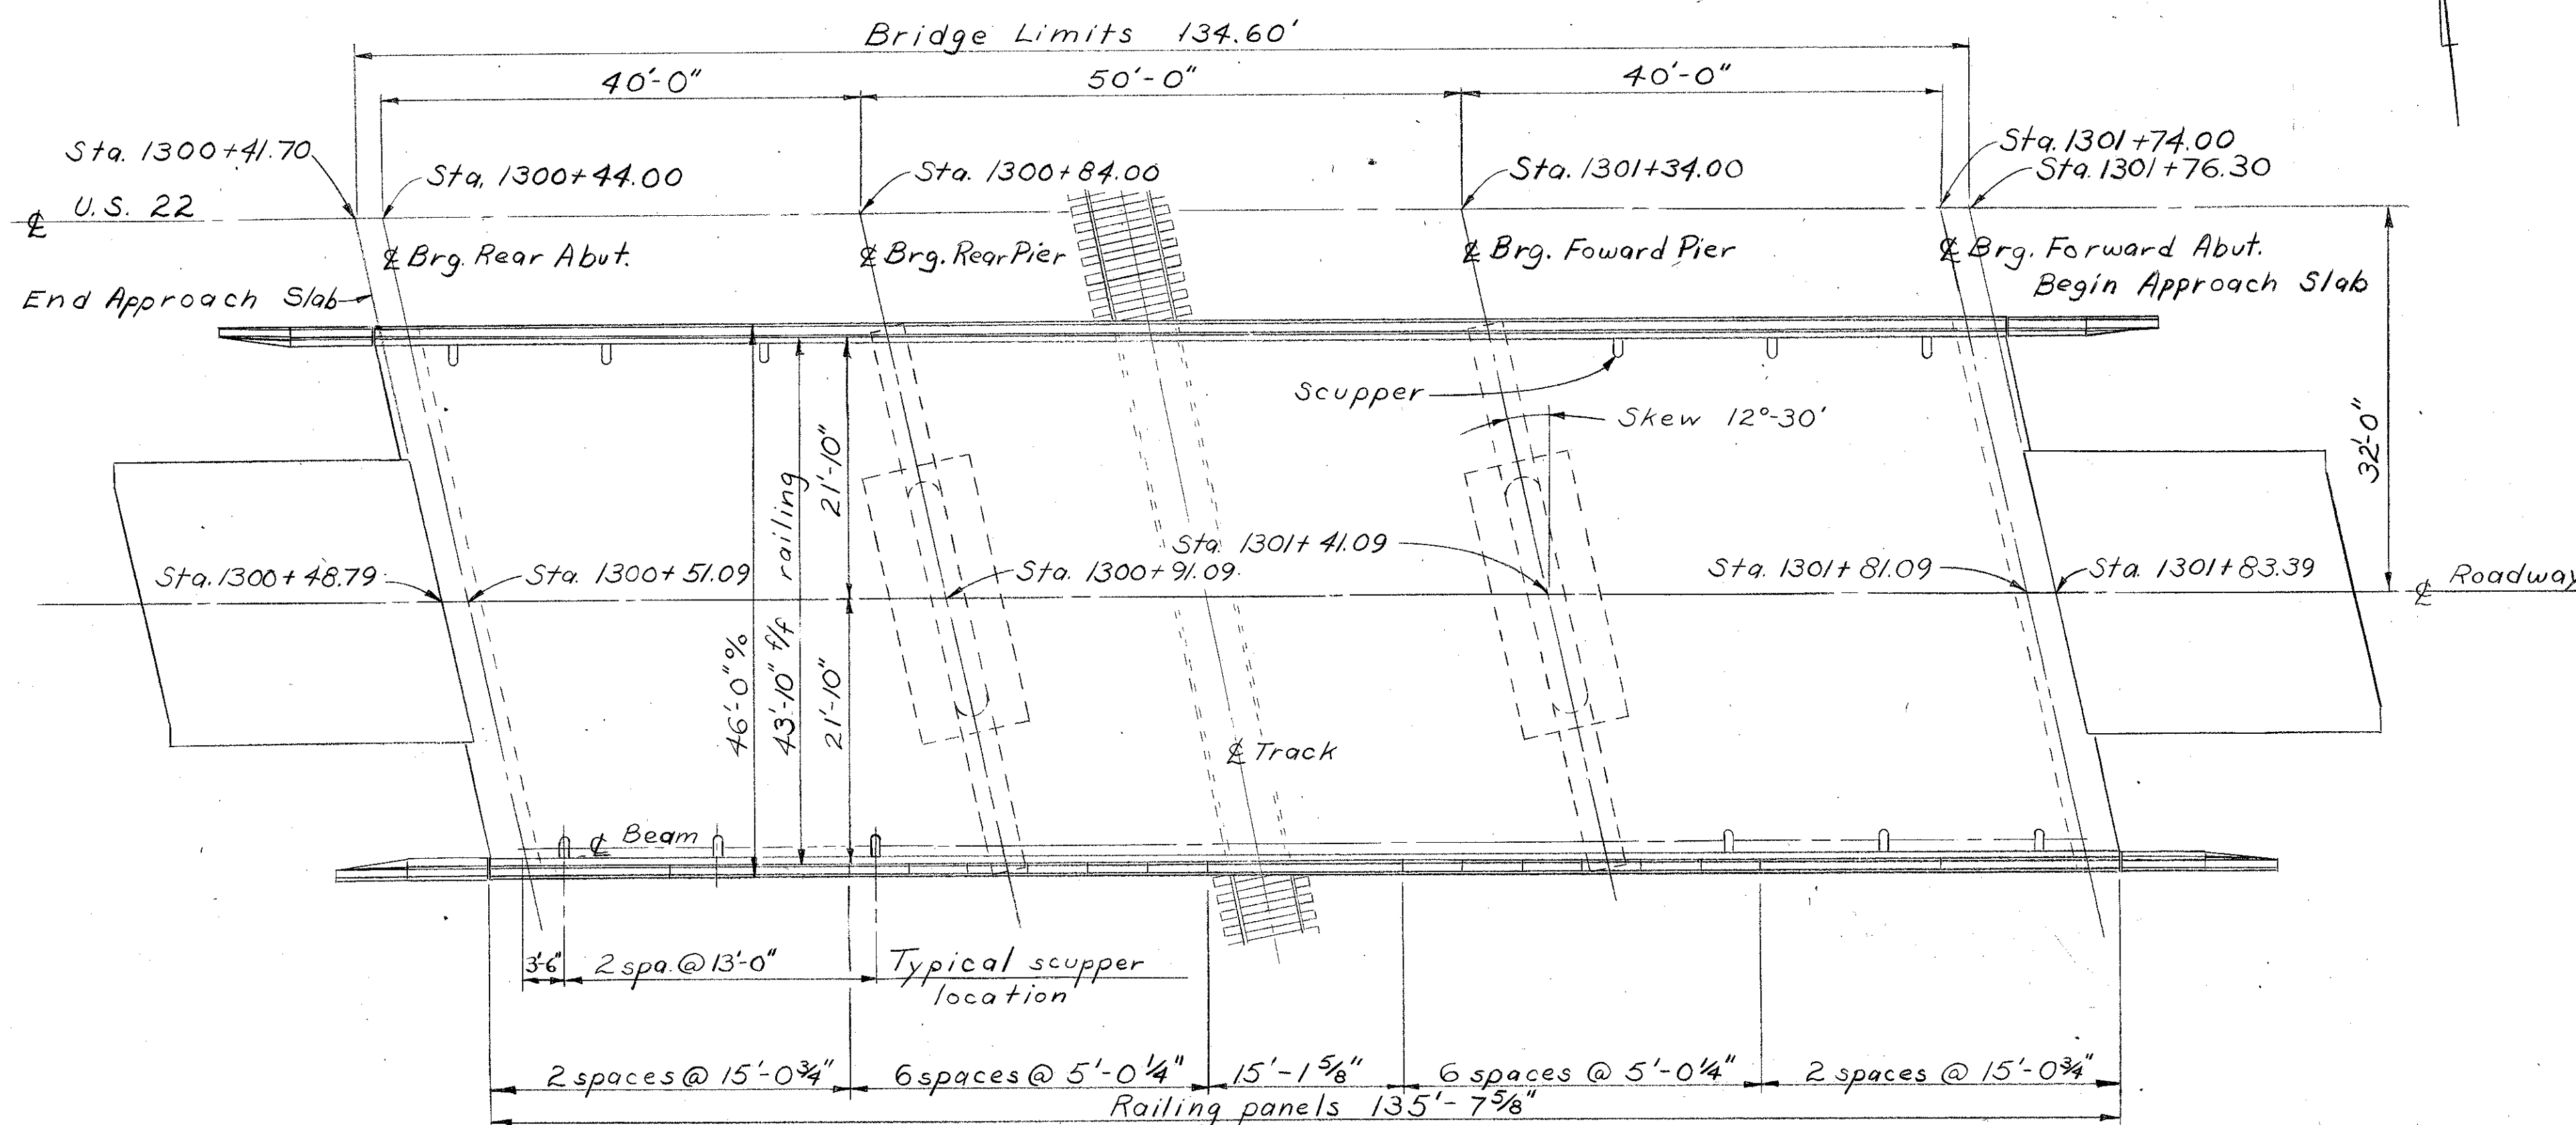 Bridge Limits 134.60'
40'-0" 50'-0" 40'-0"
Sta. 1300+41.70
Sta. 1300+44.00
Sta. 1300+84.00
Sta. 1301+34.00
Sta. 1301+74.00
Sta. 1301+76.30
℄ U.S. 22
℄ Brg. Rear Abut.
℄ Brg. Rear Pier
℄ Brg. Foward Pier
℄ Brg. Forward Abut.
Begin Approach Slab
End Approach Slab
Scupper
Skew 12°-30'
32'-0"
21'-10"
43'-10" f/f railing
46'-0" %
21'-10"
Sta. 1300+48.79
Sta. 1300+51.09
Sta. 1300+91.09
Sta. 1301+41.09
Sta. 1301+81.09
Sta. 1301+83.39
℄ Roadway
℄ Track
℄ Beam
3'-6" 2 spa. @ 13'-0"
Typical scupper
location
2 spaces @ 15'-0¾" 6 spaces @ 5'-0¼" 15'-1⅝" 6 spaces @ 5'-0¼" 2 spaces @ 15'-0¾"
Railing panels 135'-7⅝"